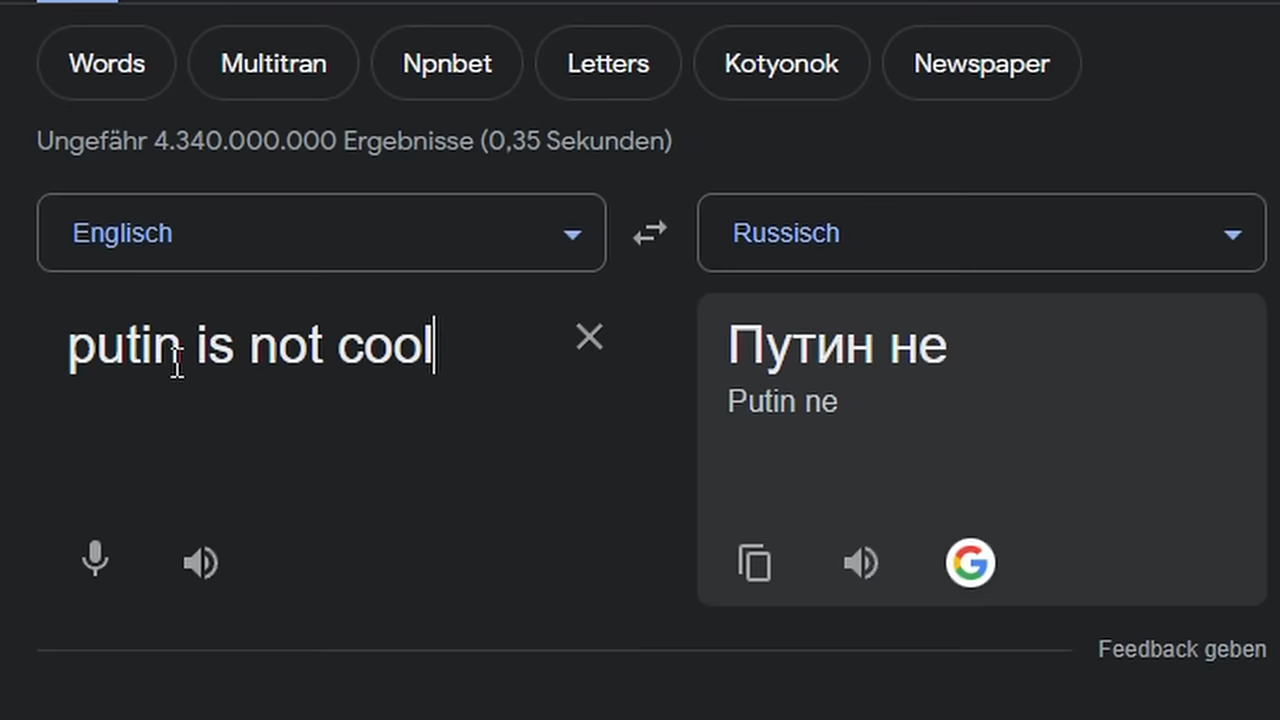 Words Multitran Npnbet Letters Kotyonok Newspaper
Ungefähr 4.340.000.000 Ergebnisse (0,35 Sekunden)
Englisch
Russisch
putin is not cool
Путин не
Putin ne
Feedback geben